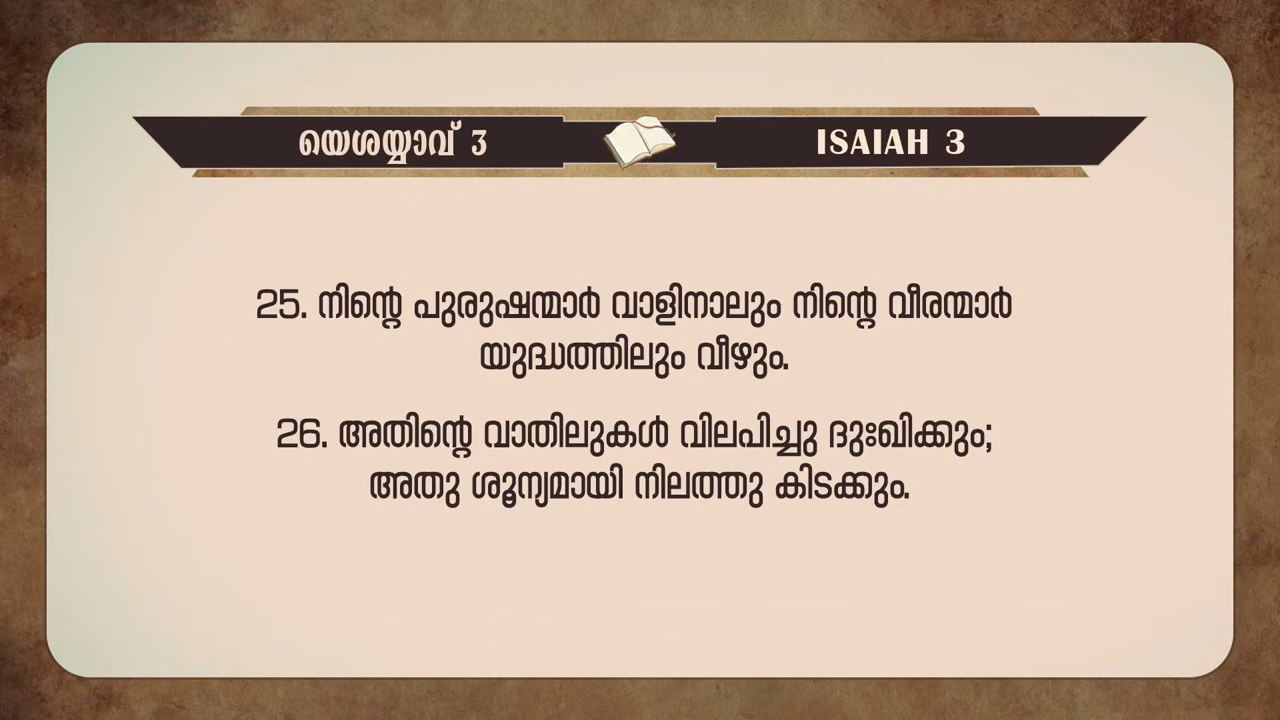 യെശയ്യാവ് 3
ISAIAH 3
25. നിന്റെ പുരുഷന്മാർ വാളിനാലും നിന്റെ വീരന്മാർ
യുദ്ധത്തിലും വീഴും.
26. അതിന്റെ വാതിലുകൾ വിലപിച്ചു ദുഃഖിക്കും;
അതു ശൂന്യമായി നിലത്തു കിടക്കും.